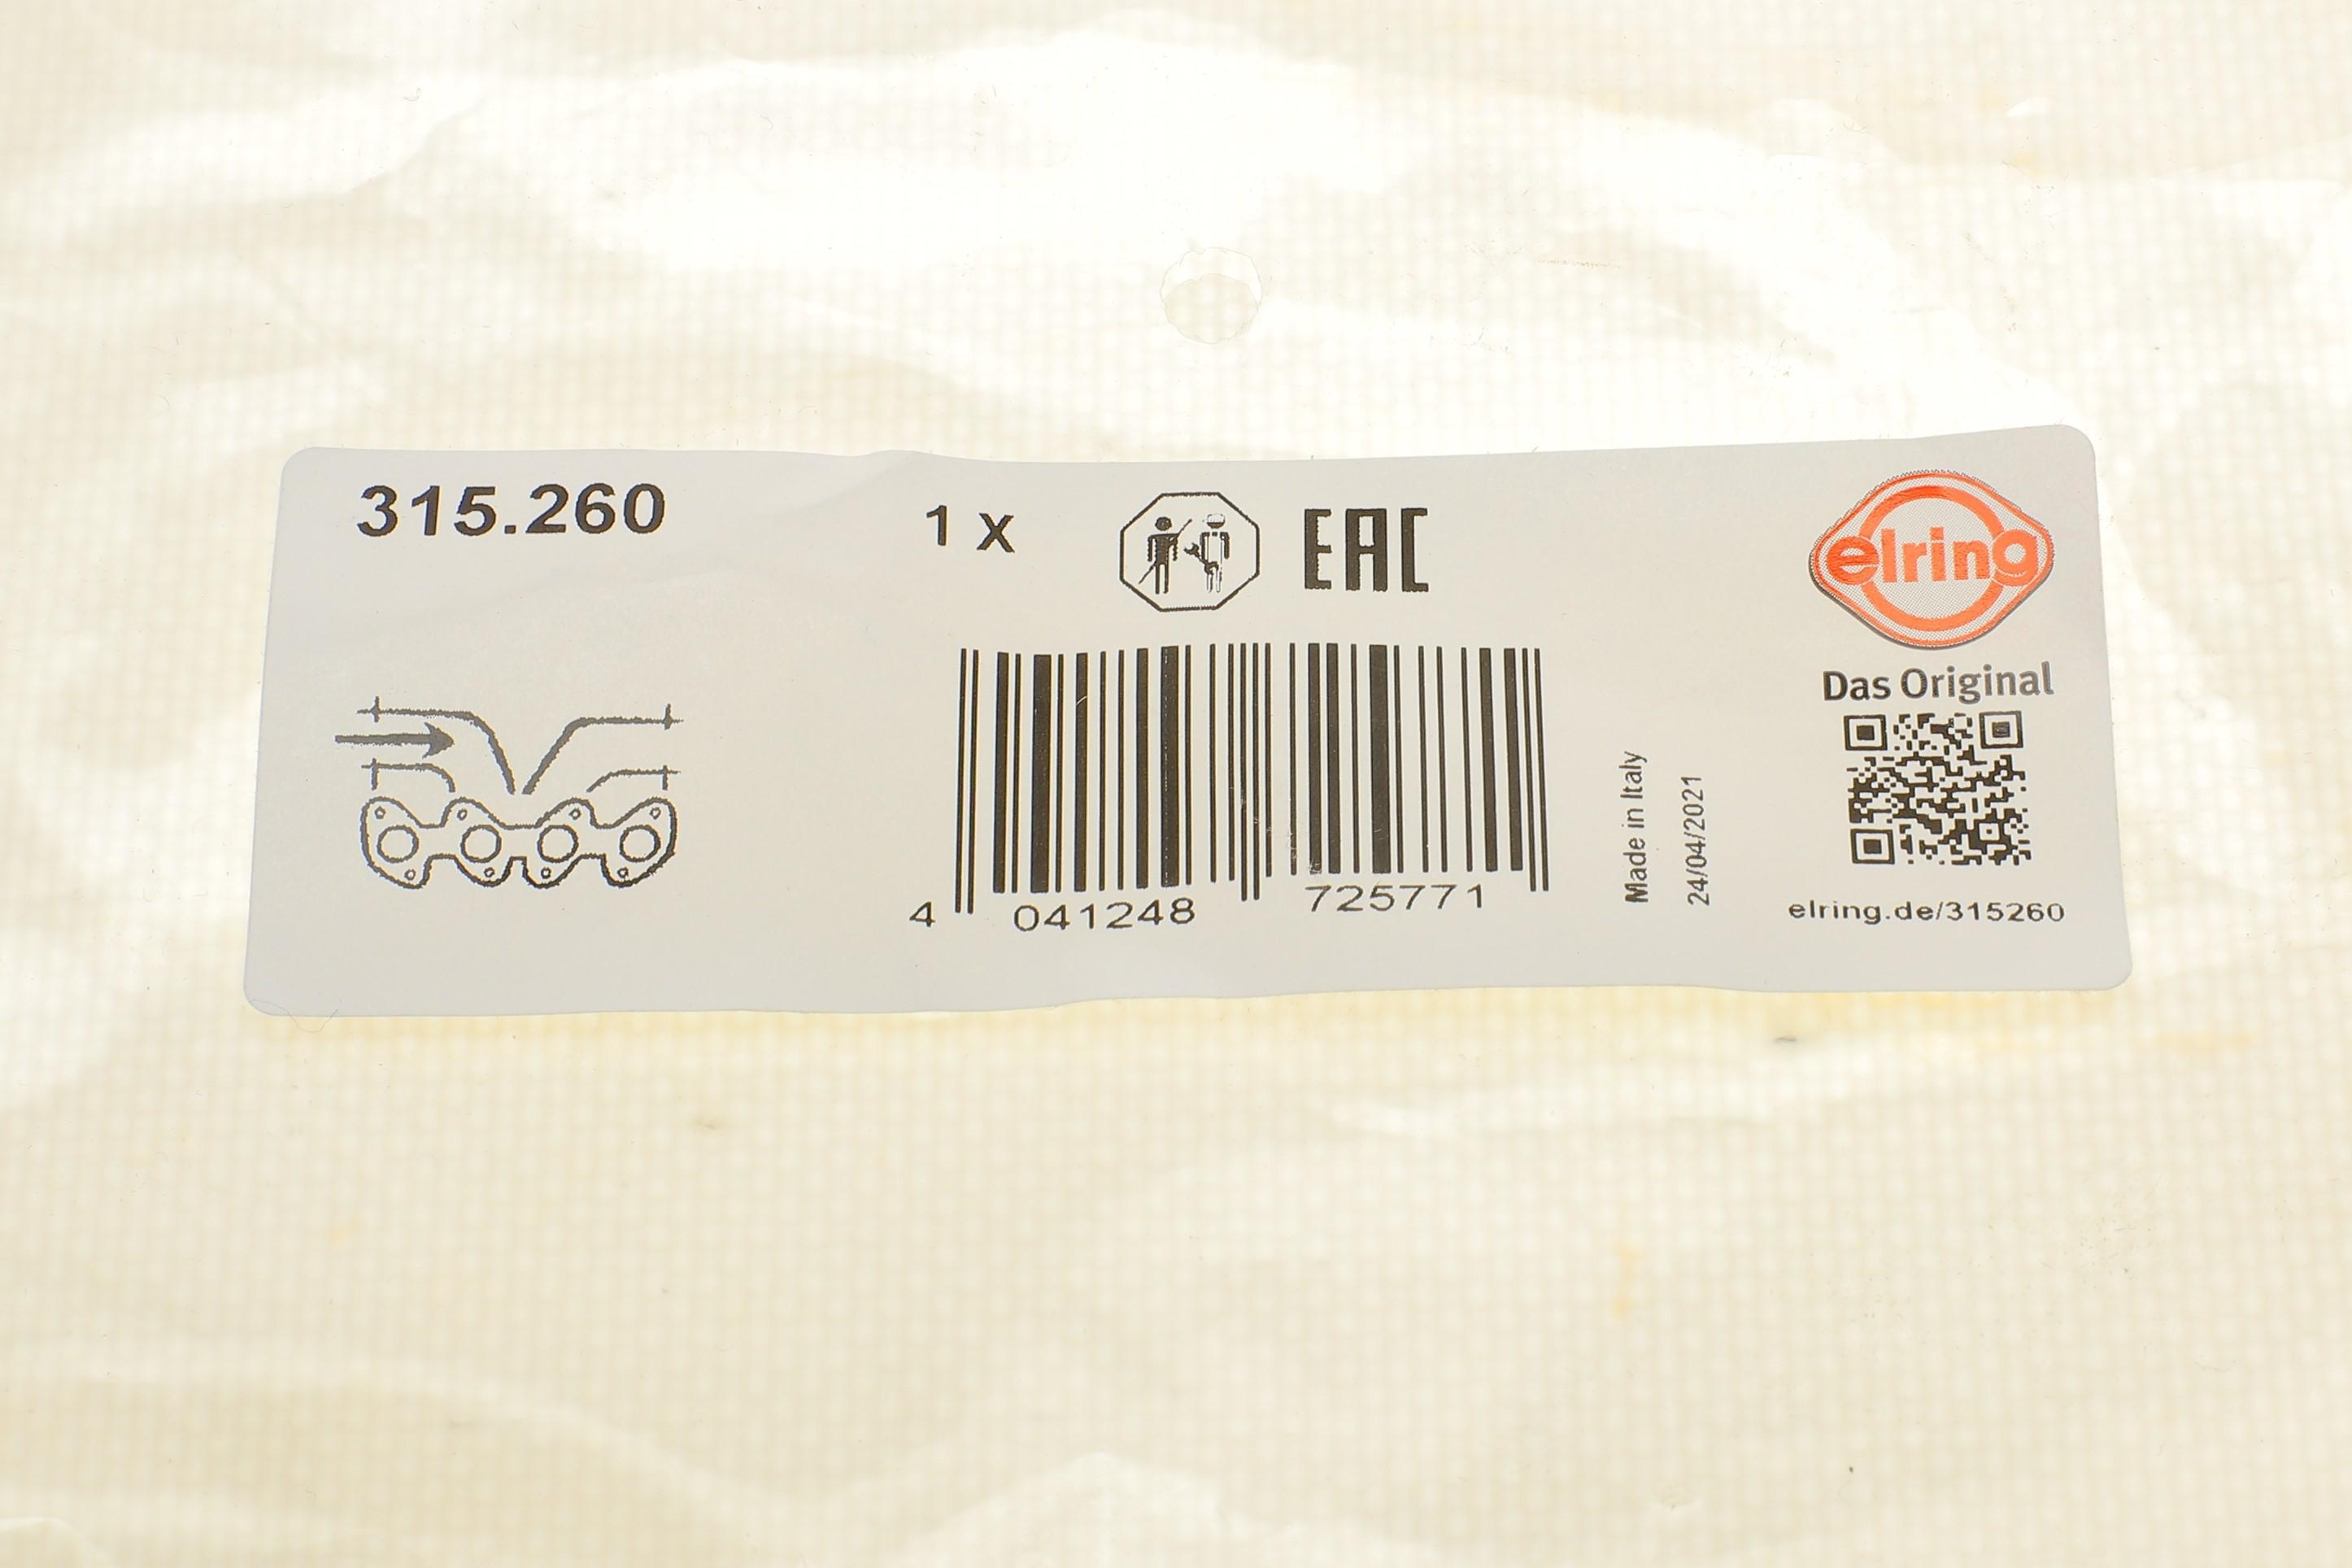 315.260
1 x
EAC
elring
Das Original
4 041248 725771
Made in Italy
24/04/2021
elring.de/315260